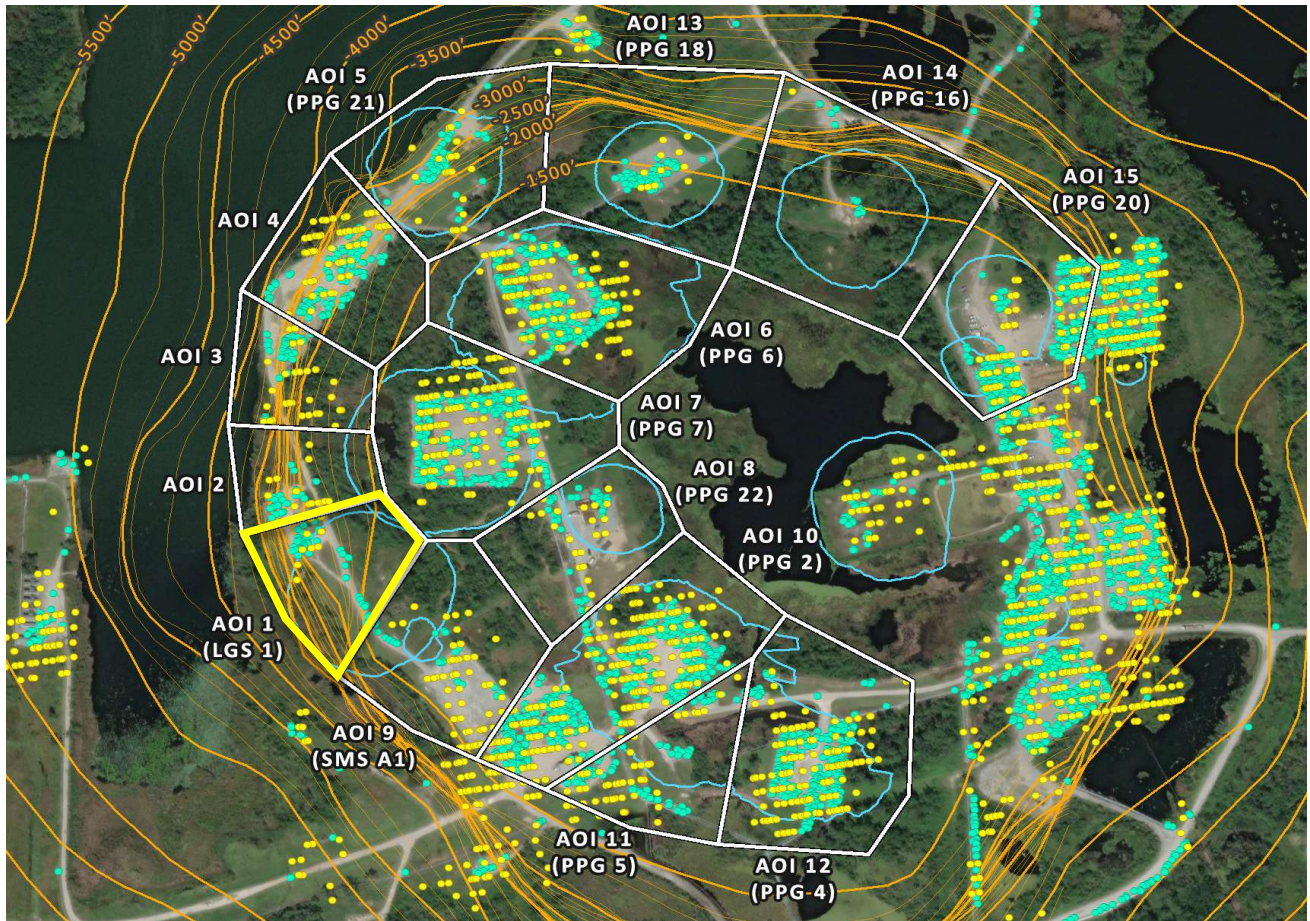 -5500'
-5000'
-4500'
-4000'
-3500'
-3000'
-2500'
-2000'
-1500'
AOI 13
(PPG 18)
AOI 5
(PPG 21)
AOI 14
(PPG 16)
AOI 15
(PPG 20)
AOI 4
AOI 3
AOI 6
(PPG 6)
AOI 7
(PPG 7)
AOI 2
AOI 8
(PPG 22)
AOI 10
(PPG 2)
AOI 1
(LGS 1)
AOI 9
(SMS A1)
AOI 11
(PPG 5)
AOI 12
(PPG 4)